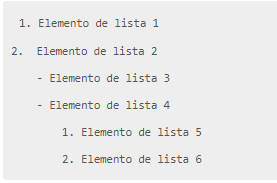 1. Elemento de lista 1
2. Elemento de lista 2
- Elemento de lista 3
- Elemento de lista 4
1. Elemento de lista 5
2. Elemento de lista 6